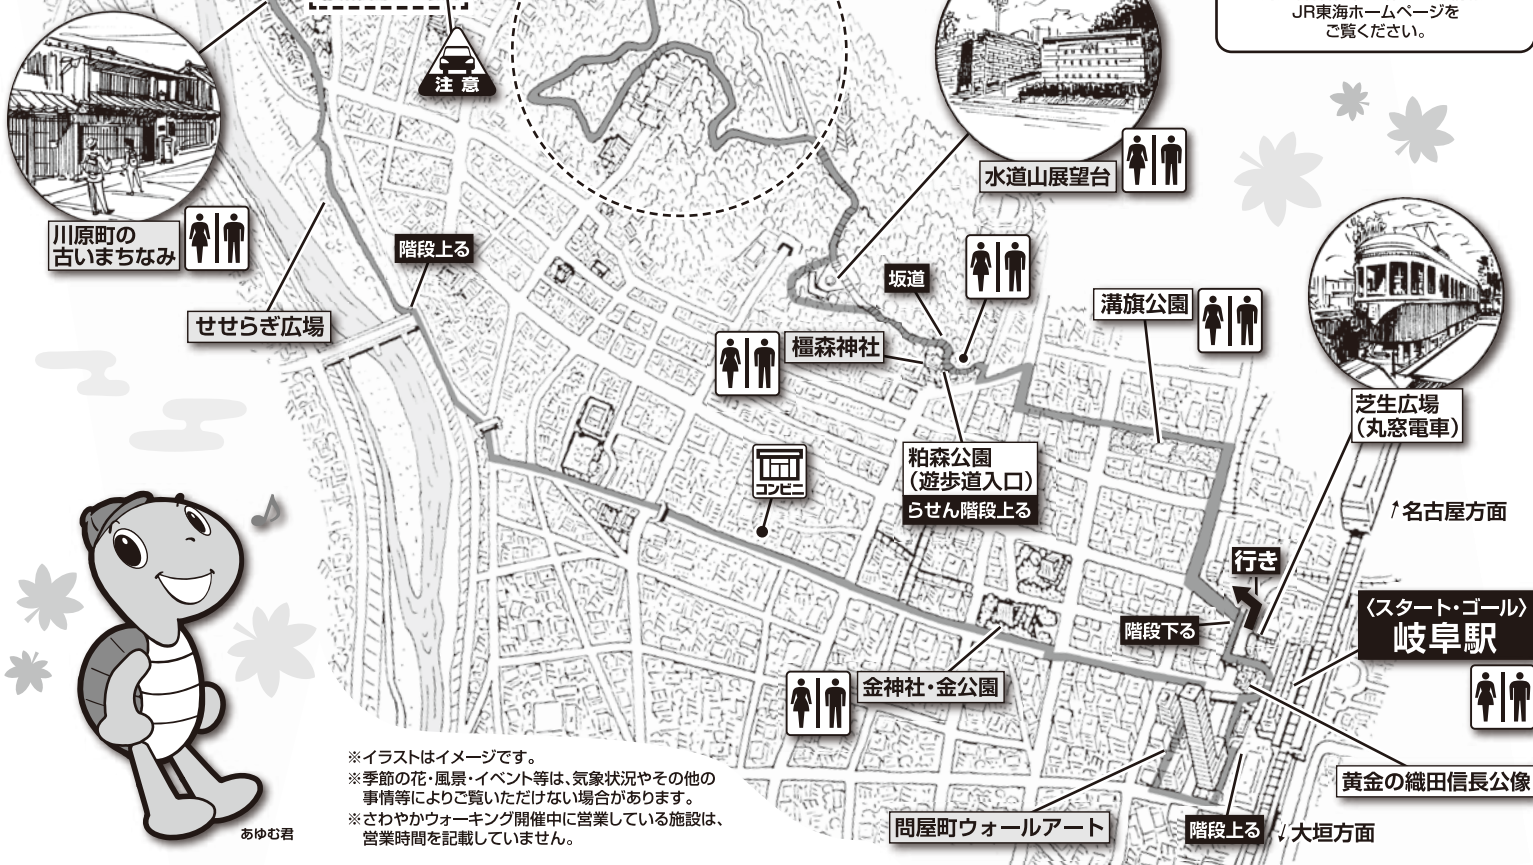 JR東海ホームページを
ご覧ください。
注意
水道山展望台
川原町の
古いまちなみ
階段上る
坂道
溝旗公園
せせらぎ広場
橿森神社
芝生広場
(丸窓電車)
粕森公園
(遊歩道入口)
らせん階段上る
コンビニ
↑名古屋方面
行き
〈スタート・ゴール〉
岐阜駅
階段下る
金神社・金公園
※イラストはイメージです。
※季節の花・風景・イベント等は、気象状況やその他の
事情等によりご覧いただけない場合があります。
※さわやかウォーキング開催中に営業している施設は、
営業時間を記載していません。
黄金の織田信長公像
あゆむ君
問屋町ウォールアート
階段上る
↓大垣方面